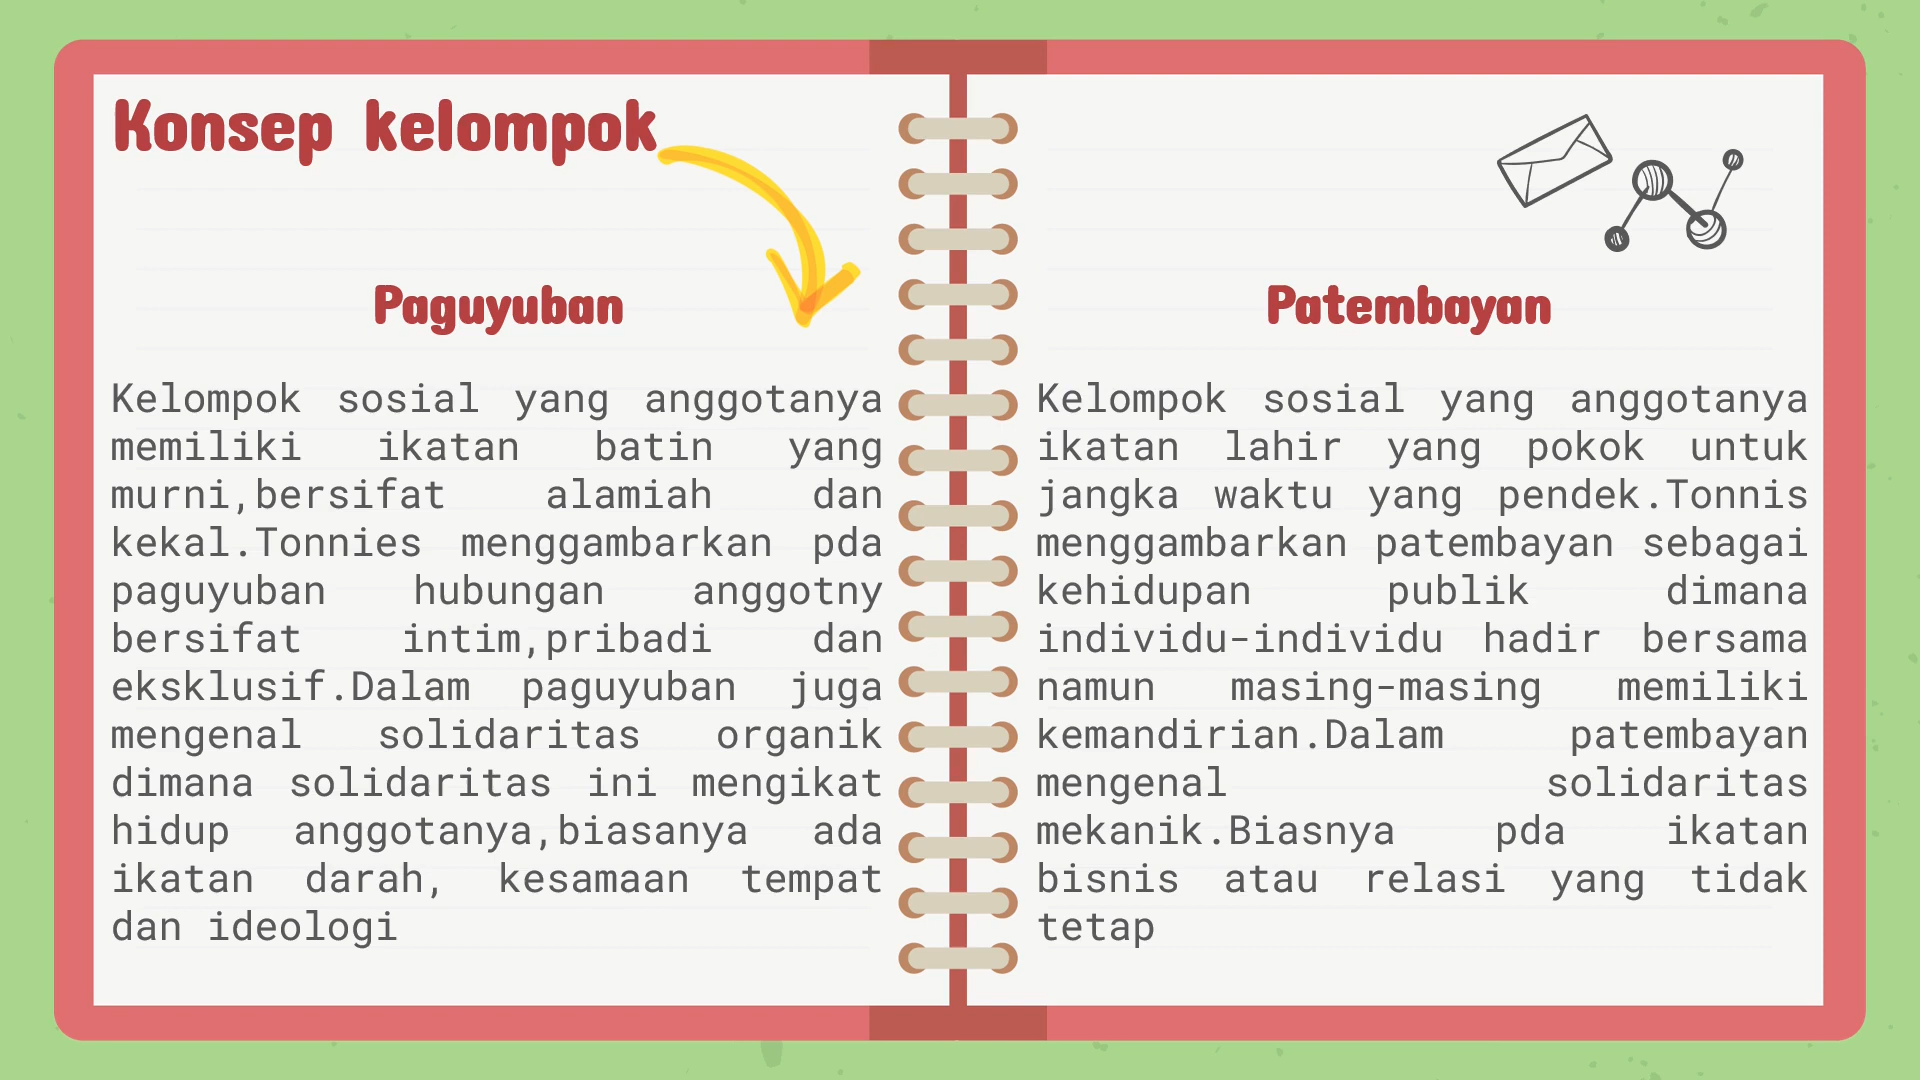 Konsep kelompok
Paguyuban
Kelompok sosial yang anggotanya
memiliki ikatan batin yang
murni,bersifat alamiah dan
kekal.Tonnies menggambarkan pda
paguyuban hubungan anggotny
bersifat intim,pribadi dan
eksklusif.Dalam paguyuban juga
mengenal solidaritas organik
dimana solidaritas ini mengikat
hidup anggotanya,biasanya ada
ikatan darah, kesamaan tempat
dan ideologi
Patembayan
Kelompok sosial yang anggotanya
ikatan lahir yang pokok untuk
jangka waktu yang pendek.Tonnis
menggambarkan patembayan sebagai
kehidupan publik dimana
individu-individu hadir bersama
namun masing-masing memiliki
kemandirian.Dalam patembayan
mengenal solidaritas
mekanik.Biasnya pda ikatan
bisnis atau relasi yang tidak
tetap